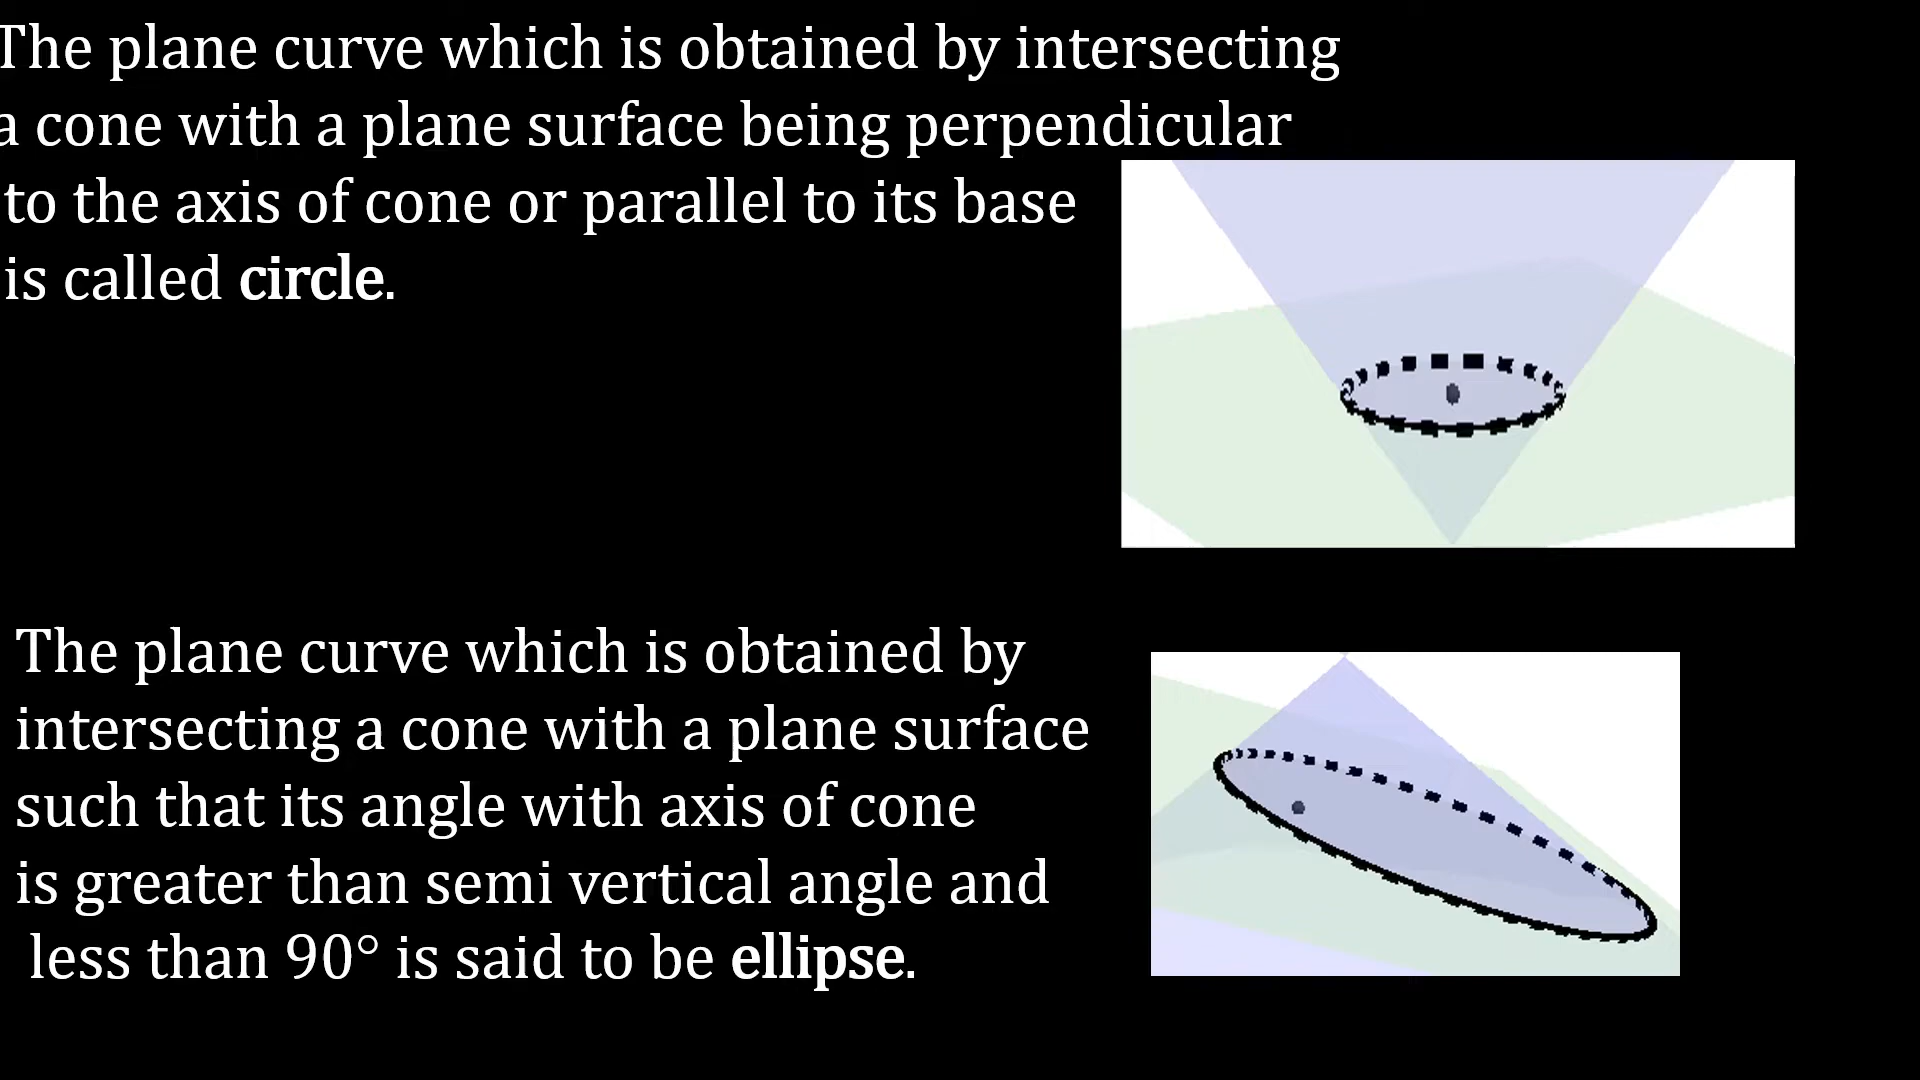 The plane curve which is obtained by intersecting
a cone with a plane surface being perpendicular
to the axis of cone or parallel to its base
is called circle.
The plane curve which is obtained by
intersecting a cone with a plane surface
such that its angle with axis of cone
is greater than semi vertical angle and
less than 90° is said to be ellipse.